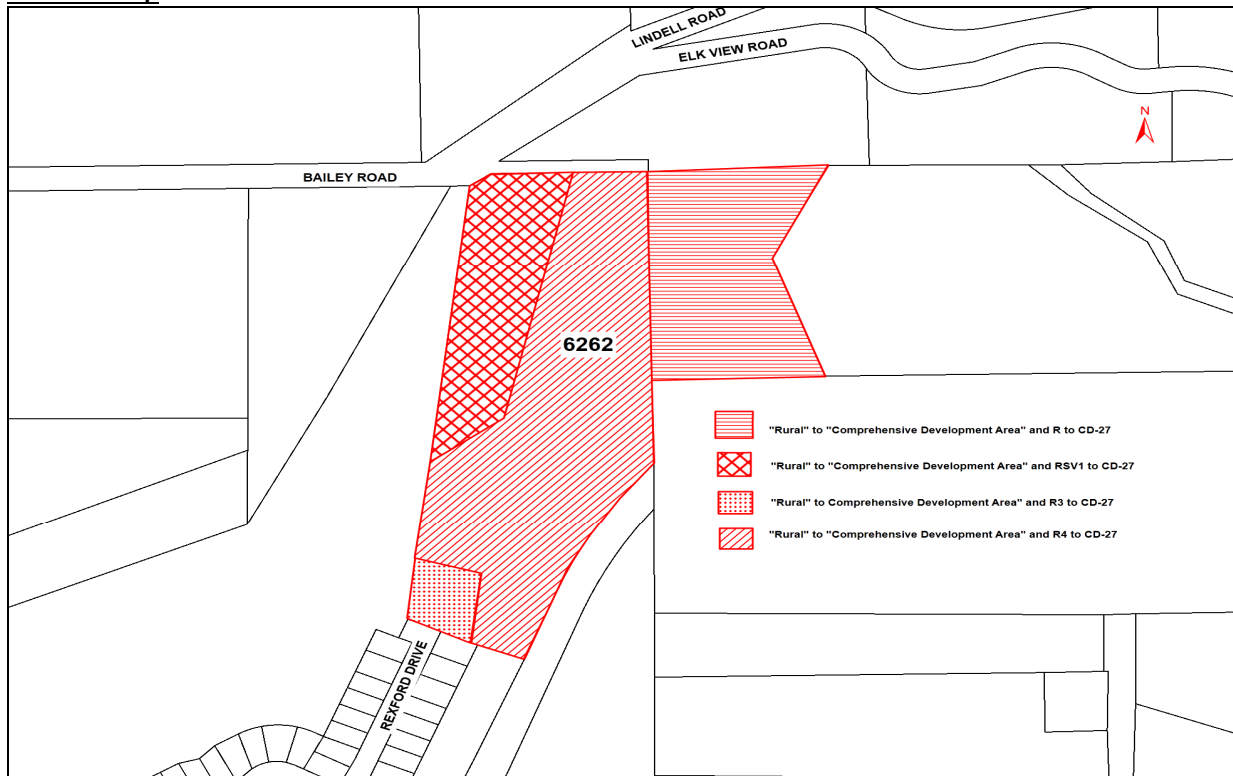 LINDELL ROAD
ELK VIEW ROAD
N
BAILEY ROAD
6262
"Rural" to "Comprehensive Development Area" and R to CD-27
"Rural" to "Comprehensive Development Area" and RSV1 to CD-27
"Rural" to Comprehensive Development Area" and R3 to CD-27
"Rural" to "Comprehensive Development Area" and R4 to CD-27
REXFORD DRIVE